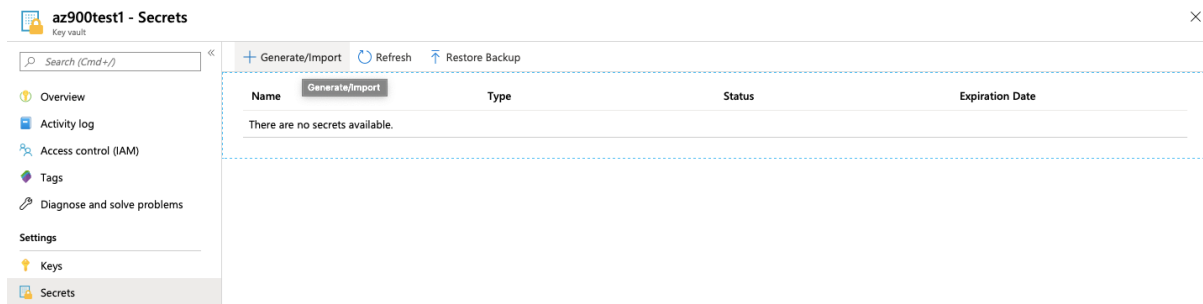 az900test1 - Secrets
Key vault
Search (Cmd+/)
Overview
Activity log
Access control (IAM)
Tags
Diagnose and solve problems
Settings
Keys
Secrets
Generate/Import Refresh Restore Backup
Generate/Import
Name Type Status Expiration Date
There are no secrets available.